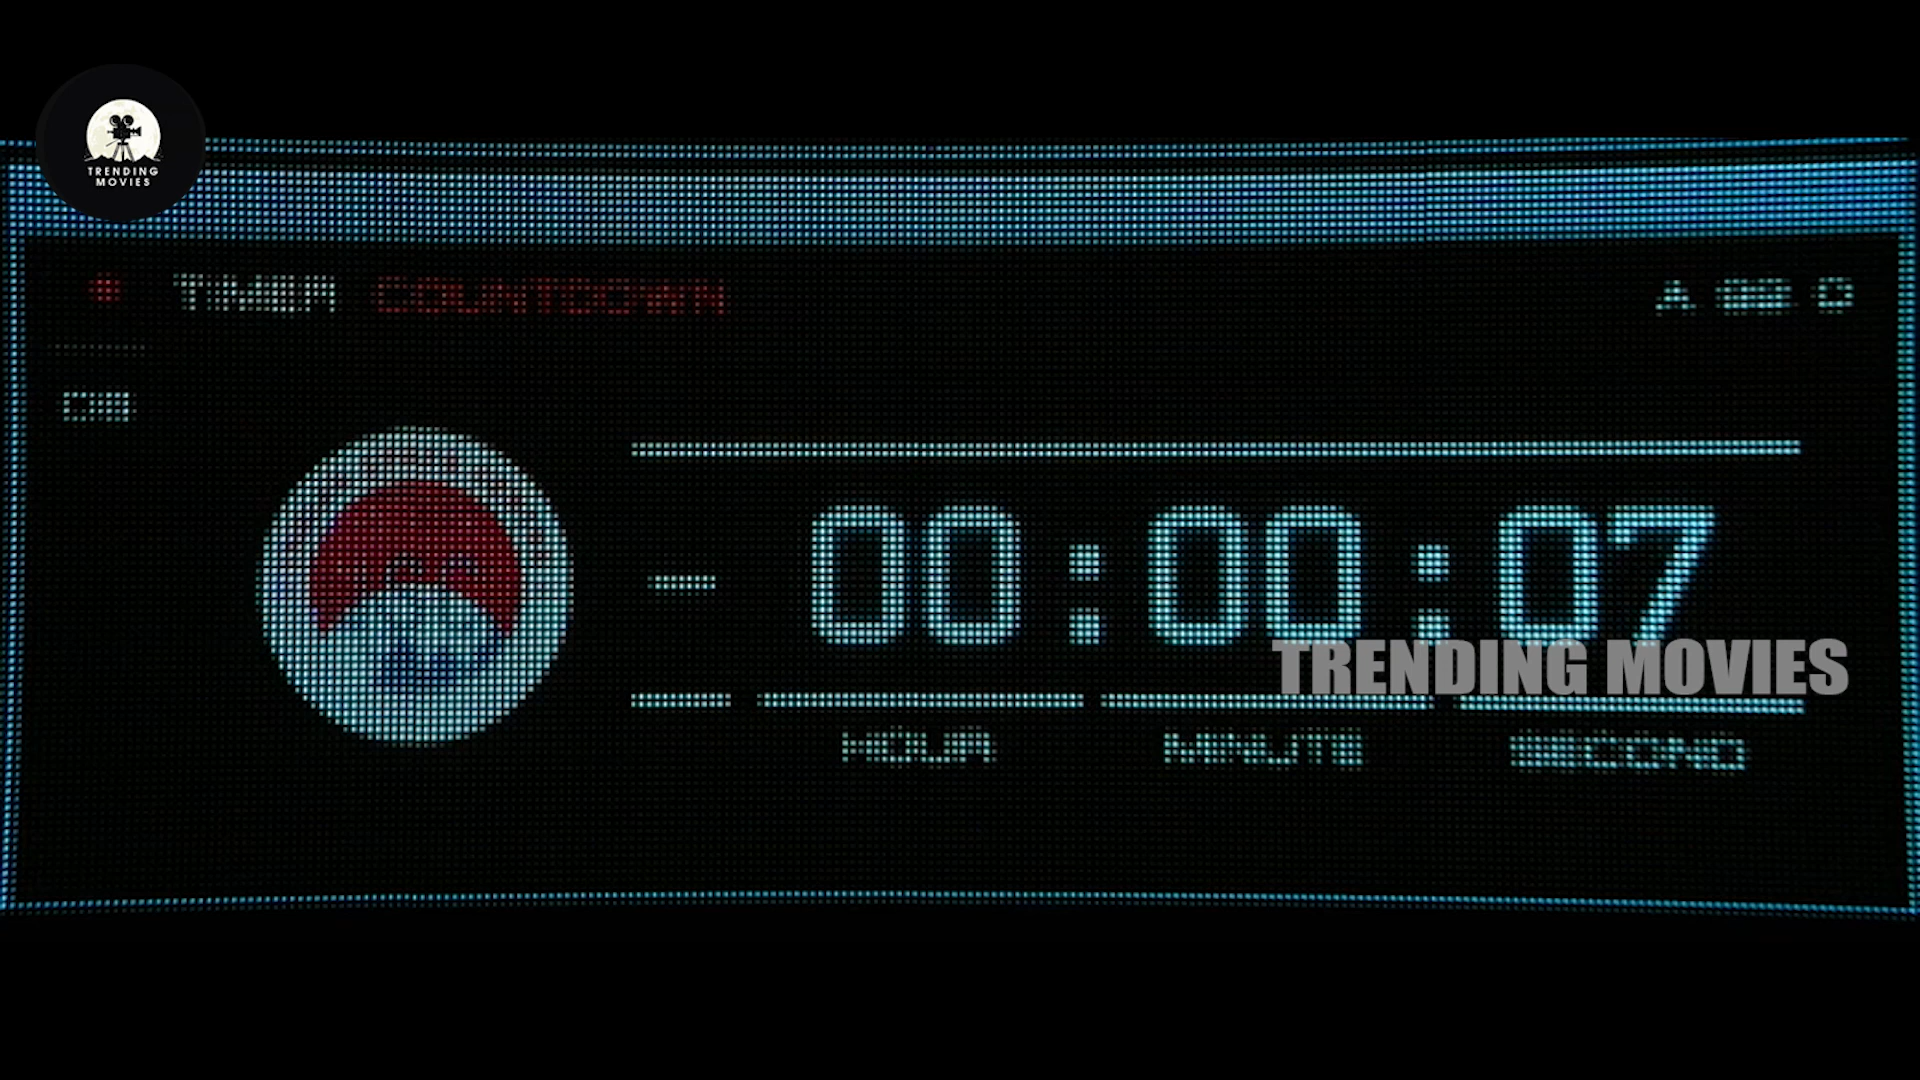 TRENDING
MOVIES
TIMER COUNTDOWN
00:00:07
TRENDING MOVIES
HOUR MINUTE SECOND